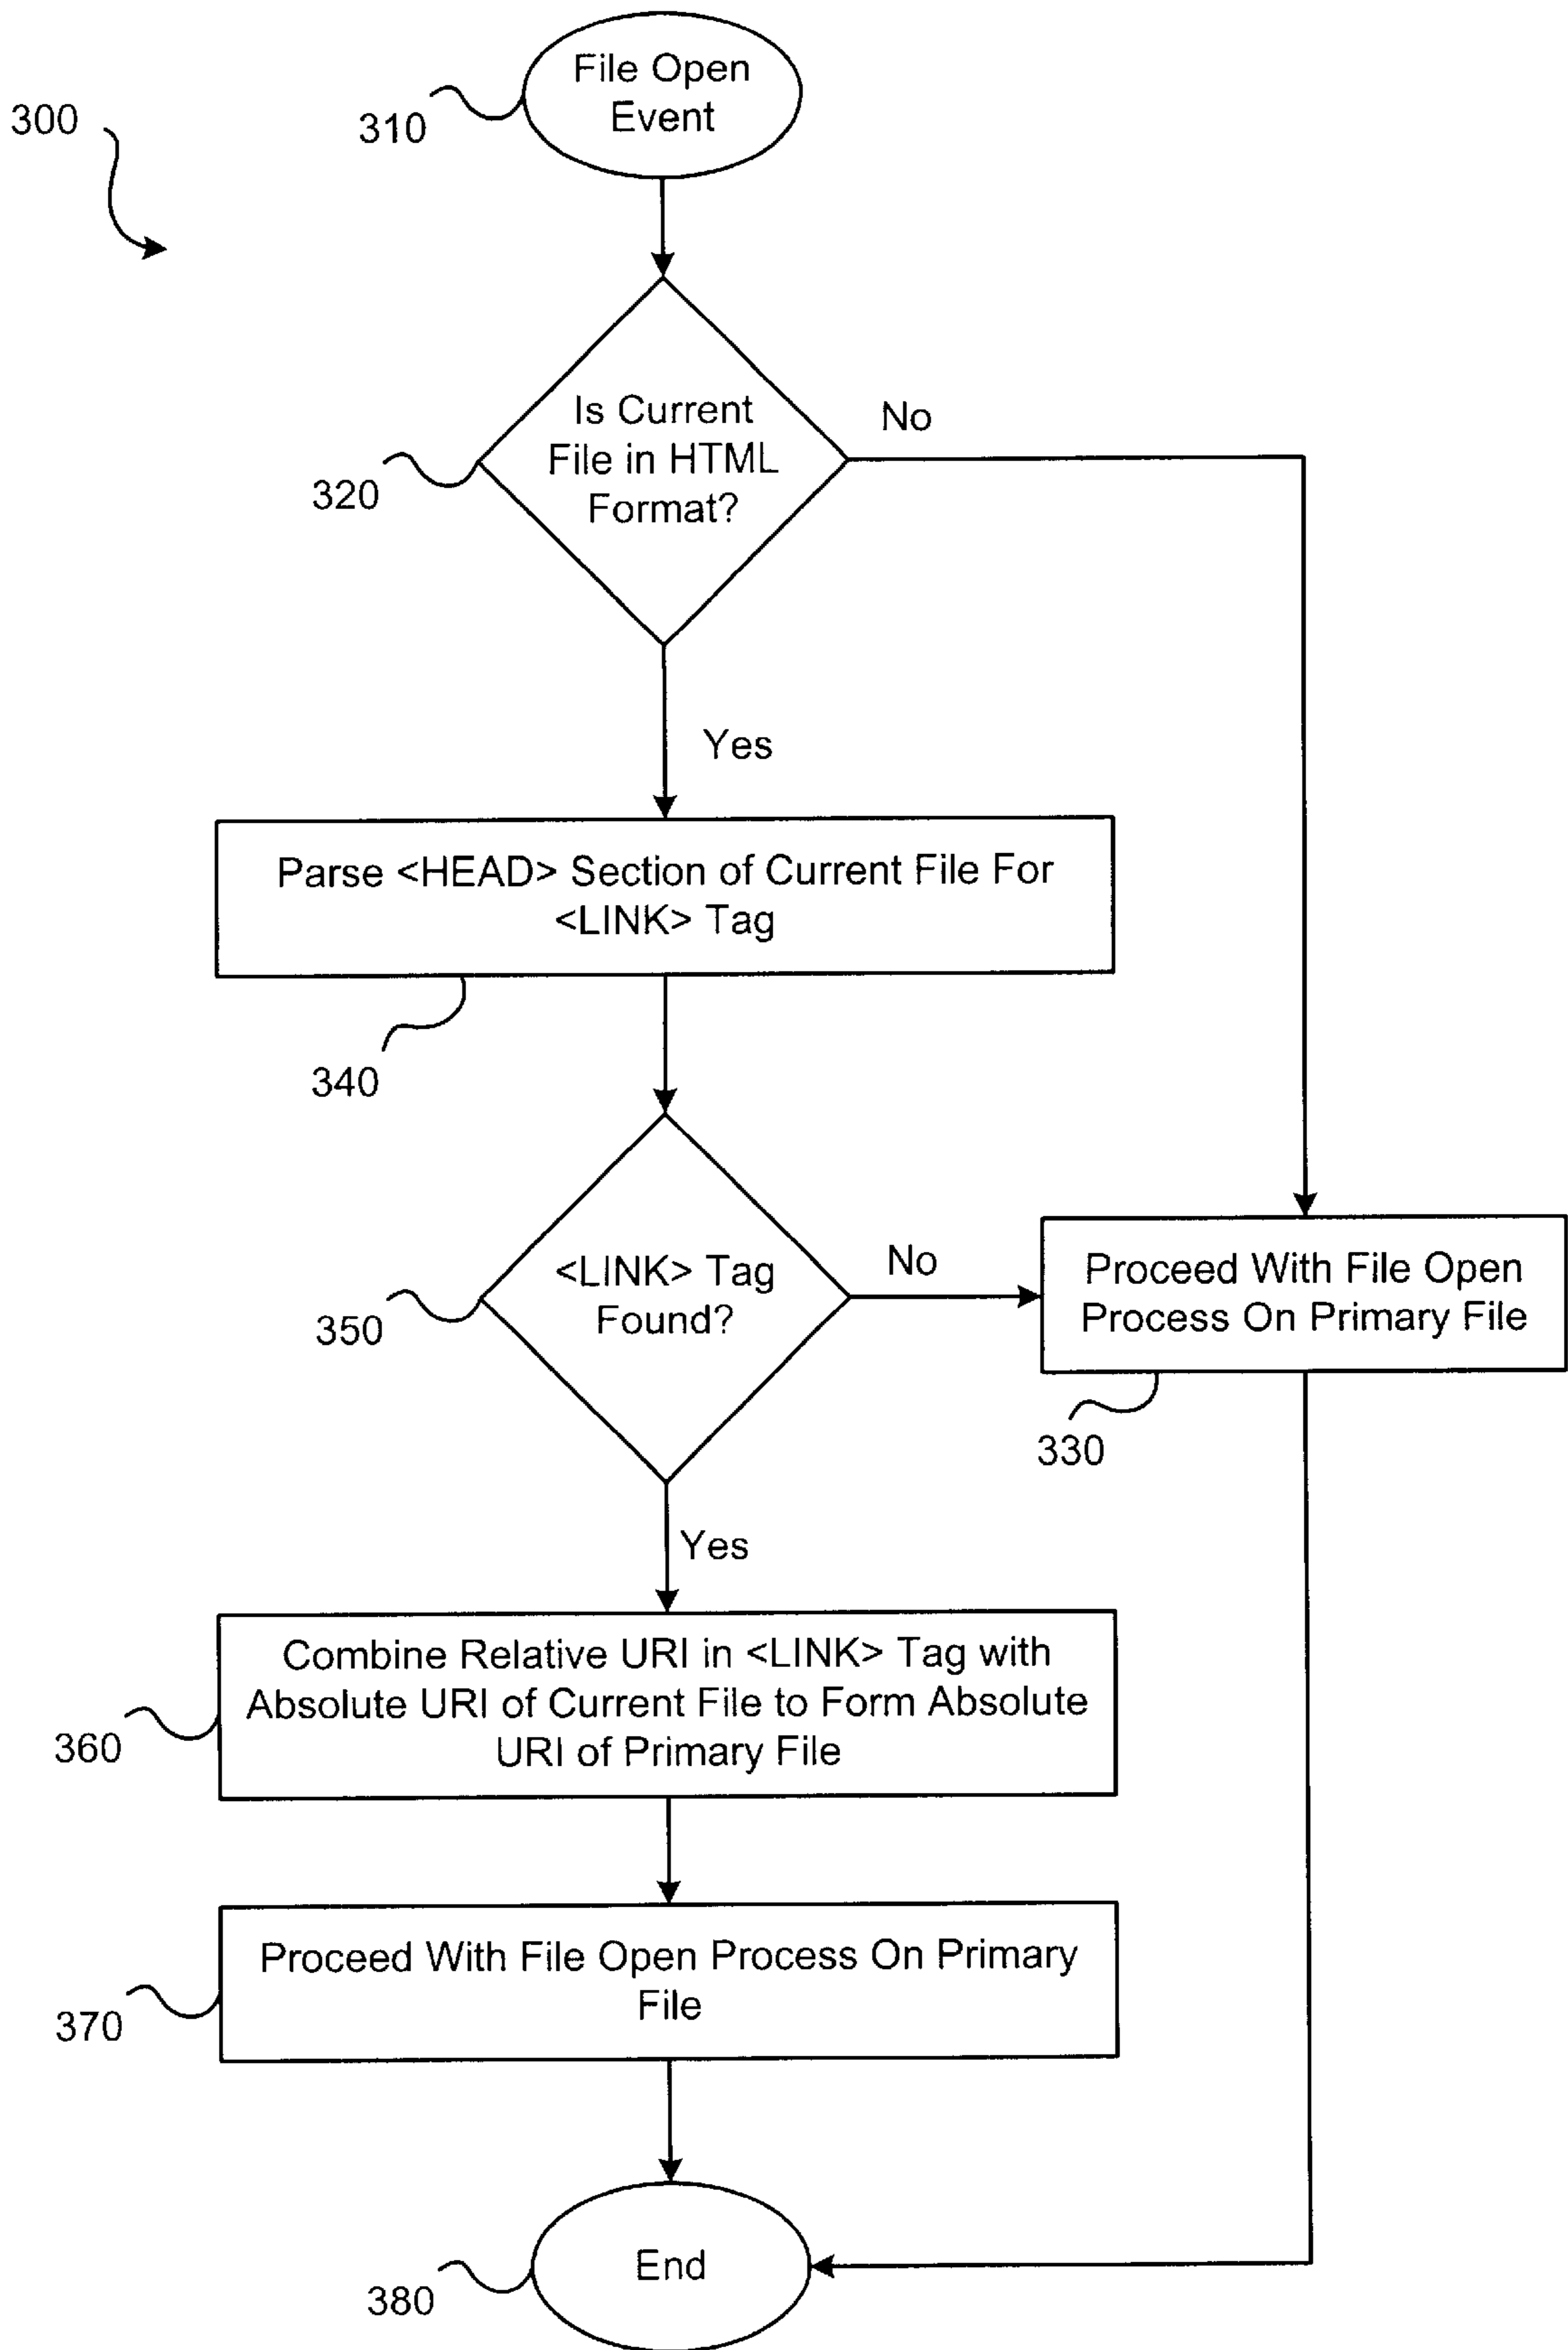 File Open
Event
300
310
Is Current
File in HTML
Format?
No
320
Yes
Parse <HEAD> Section of Current File For
<LINK> Tag
340
<LINK> Tag
Found?
No
350
Proceed With File Open
Process On Primary File
330
Yes
Combine Relative URI in <LINK> Tag with
Absolute URI of Current File to Form Absolute
URI of Primary File
360
Proceed With File Open Process On Primary
File
370
End
380